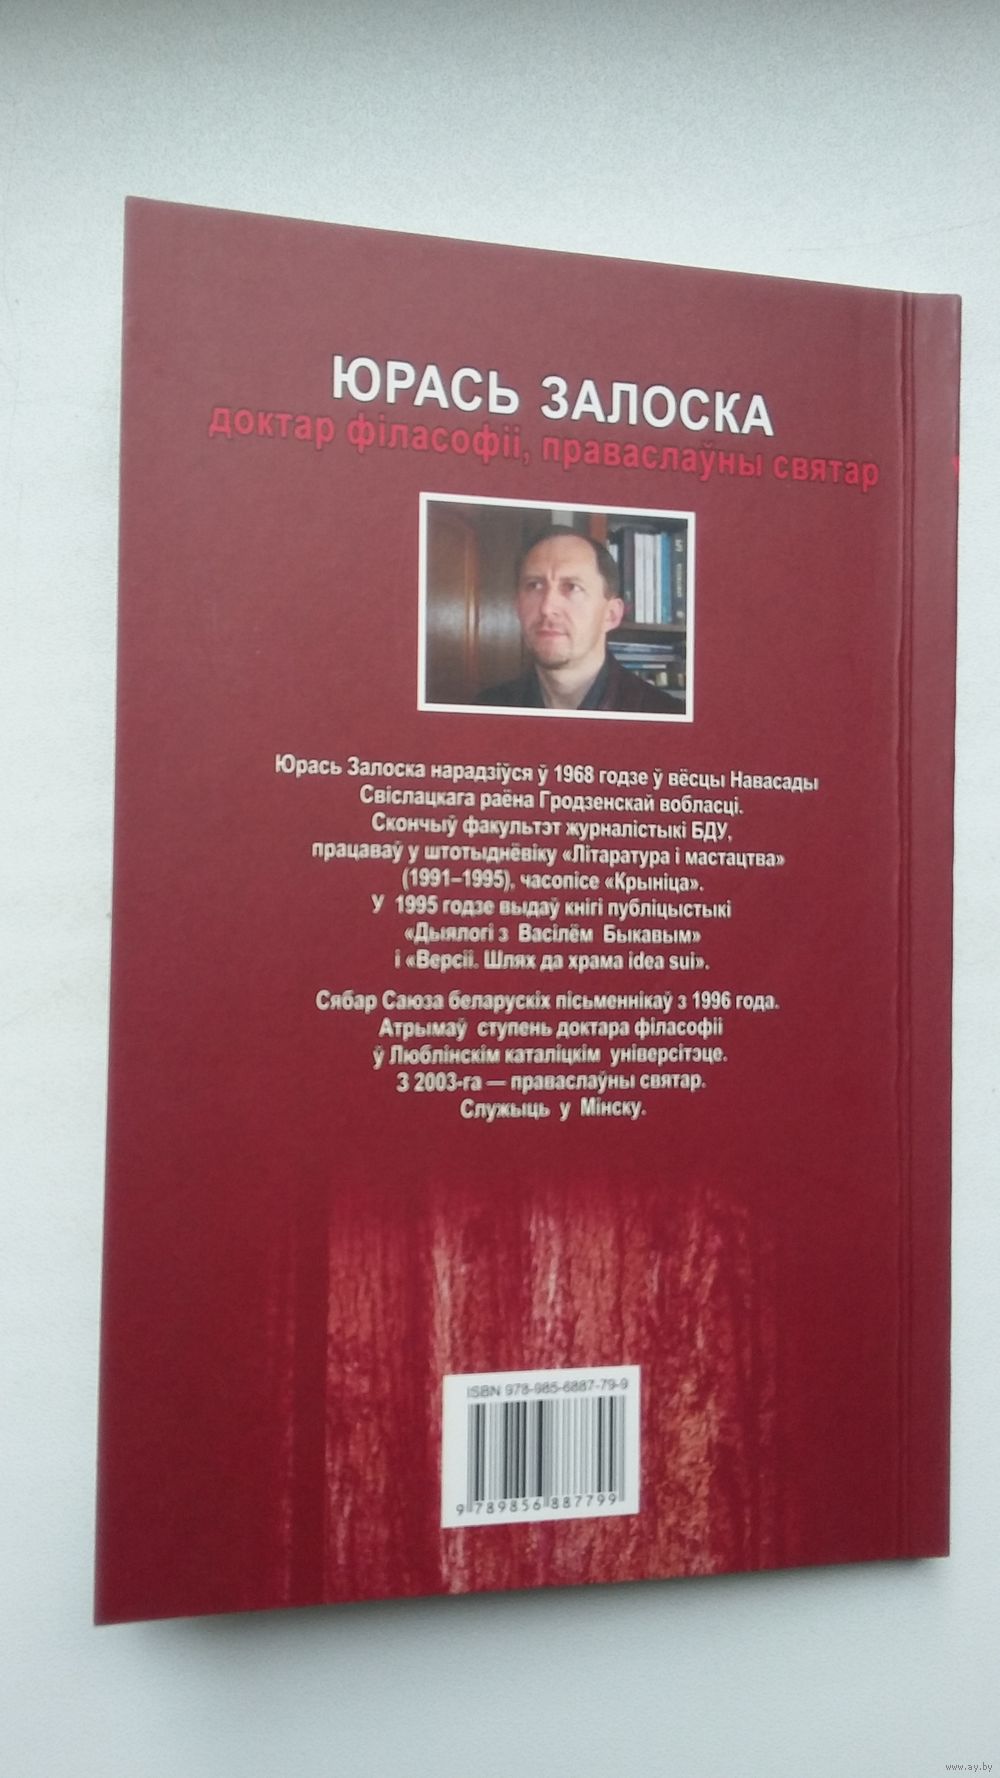 ЮРАСЬ ЗАЛОСКА
доктар філасофіі, праваслаўны святар
Юрась Залоска нарадзіўся ў 1968 годзе ў вёсцы Навасады
Свіслацкага раёна Гродзенскай вобласці.
Скончыў факультэт журналістыкі БДУ,
працаваў у штотыднёвіку «Літаратура і мастацтва»
(1991–1995), часопісе «Крыніца».
У 1995 годзе выдаў кнігі публіцыстыкі
«Дыялогі з Васілём Быкавым»
і «Версіі. Шлях да храма idea sui».
Сябар Саюза беларускіх пісьменнікаў з 1996 года.
Атрымаў ступень доктара філасофіі
ў Люблінскім каталіцкім універсітэце.
З 2003-га — праваслаўны святар.
Служыць у Мінску.
ISBN 978-985-6887-79-9
9 789856 887799
www.ay.by